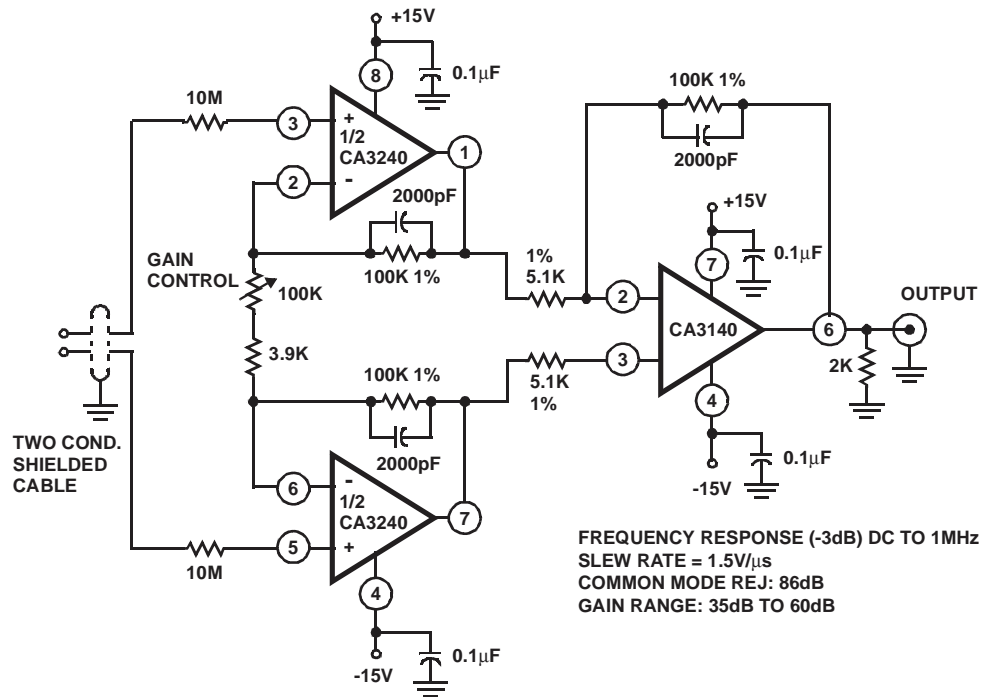 +15V
0.1μF
8
10M
3
+
1/2
CA3240
1
2
-
2000pF
100K 1%
GAIN
CONTROL
100K
3.9K
TWO COND.
SHIELDED
CABLE
100K 1%
2000pF
6
-
1/2
CA3240
7
5
+
10M
4
0.1μF
-15V
1%
5.1K
5.1K
1%
100K 1%
2000pF
+15V
0.1μF
7
2
CA3140
3
6
OUTPUT
2K
4
0.1μF
-15V
FREQUENCY RESPONSE (-3dB) DC TO 1MHz
SLEW RATE = 1.5V/μs
COMMON MODE REJ: 86dB
GAIN RANGE: 35dB TO 60dB